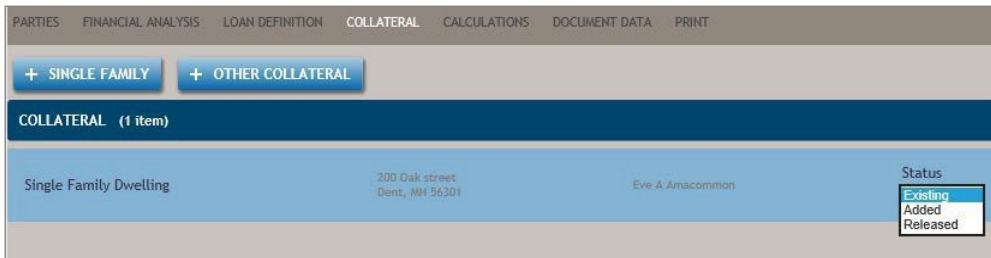 PARTIES FINANCIAL ANALYSIS LOAN DEFINITION COLLATERAL CALCULATIONS DOCUMENT DATA PRINT
+ SINGLE FAMILY + OTHER COLLATERAL
COLLATERAL (1 item)
Single Family Dwelling
200 Oak street
Dent, MN 56301
Eve A Amacommon
Status
Existing
Added
Released